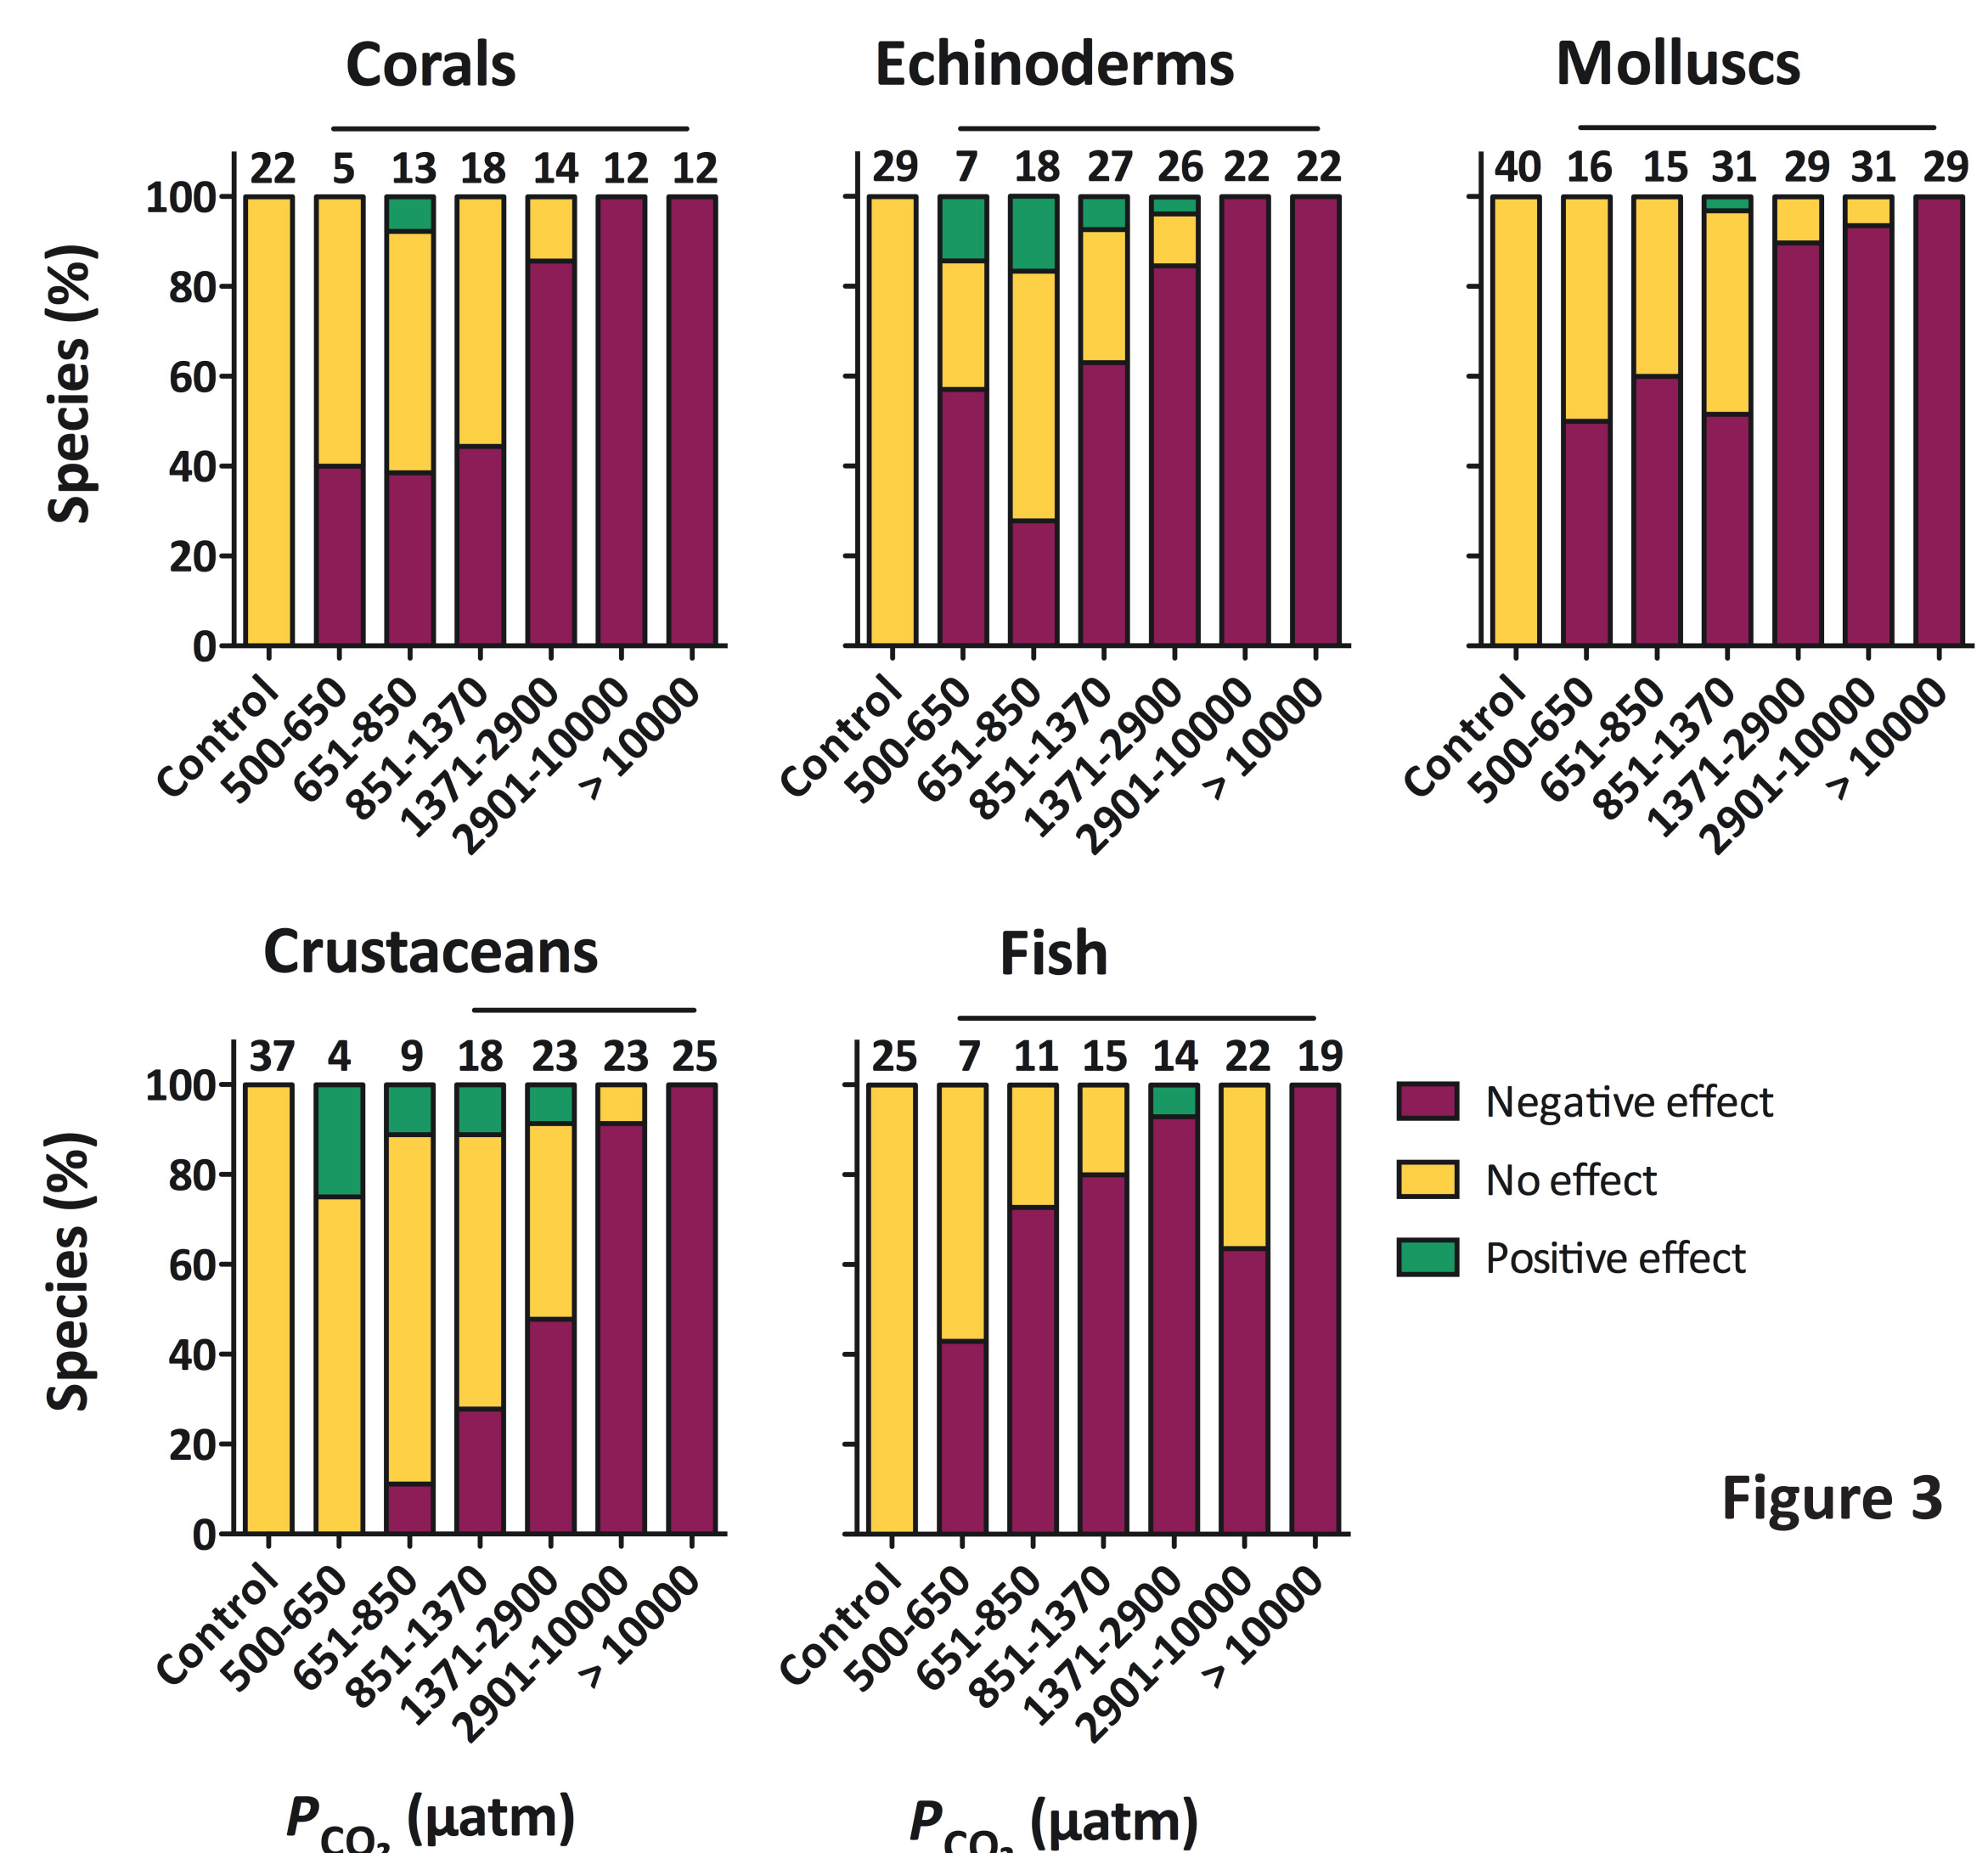 Corals
22 5 13 18 14 12 12
Species (%)
100
80
60
40
20
0
Control
500-650
651-850
851-1370
1371-2900
2901-10000
> 10000
Echinoderms
29 7 18 27 26 22 22
Control
500-650
651-850
851-1370
1371-2900
2901-10000
> 10000
Molluscs
40 16 15 31 29 31 29
Control
500-650
651-850
851-1370
1371-2900
2901-10000
> 10000
Crustaceans
37 4 9 18 23 23 25
Species (%)
100
80
60
40
20
0
Control
500-650
651-850
851-1370
1371-2900
2901-10000
> 10000
P CO₂ (µatm)
Fish
25 7 11 15 14 22 19
Control
500-650
651-850
851-1370
1371-2900
2901-10000
> 10000
P CO₂ (µatm)
Negative effect
No effect
Positive effect
Figure 3